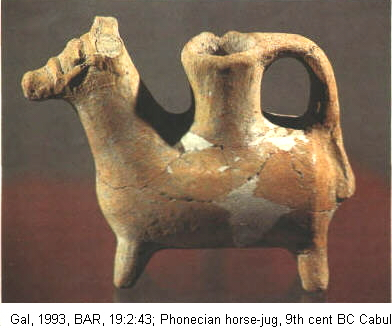 Gal, 1993, BAR, 19:2:43; Phonecian horse-jug, 9th cent BC Cabul